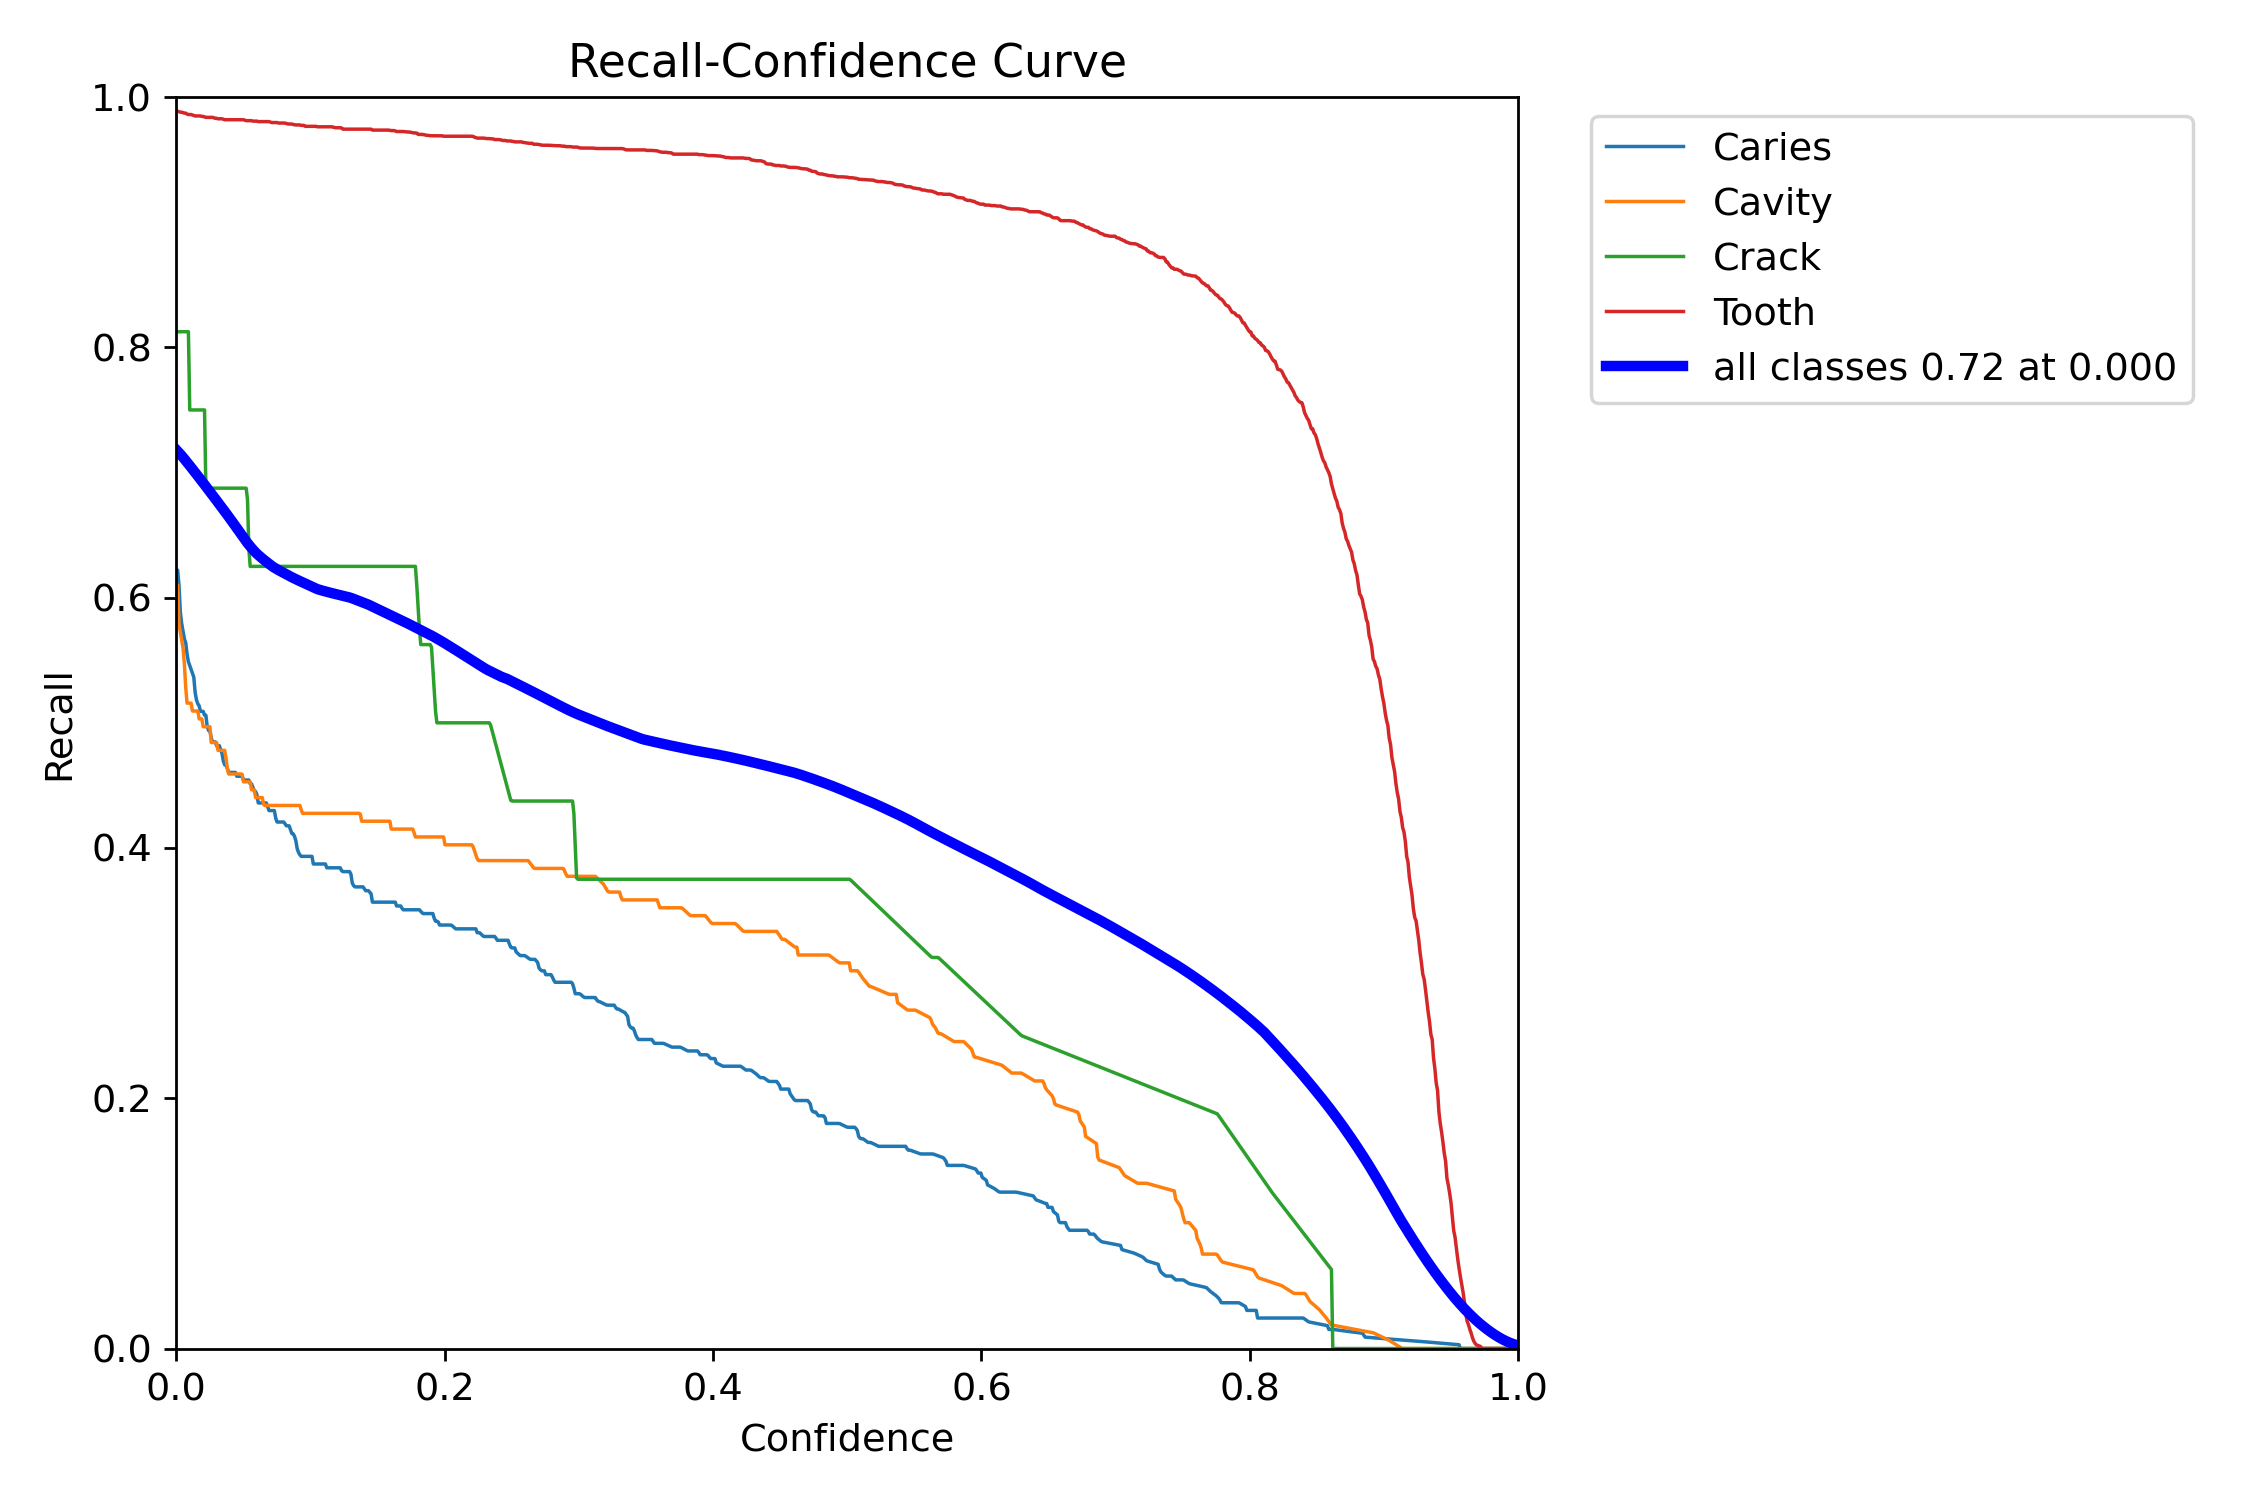 Recall-Confidence Curve
1.0
0.8
0.6
0.4
0.2
0.0
Recall
0.0 0.2 0.4 0.6 0.8 1.0
Confidence
Caries
Cavity
Crack
Tooth
all classes 0.72 at 0.000